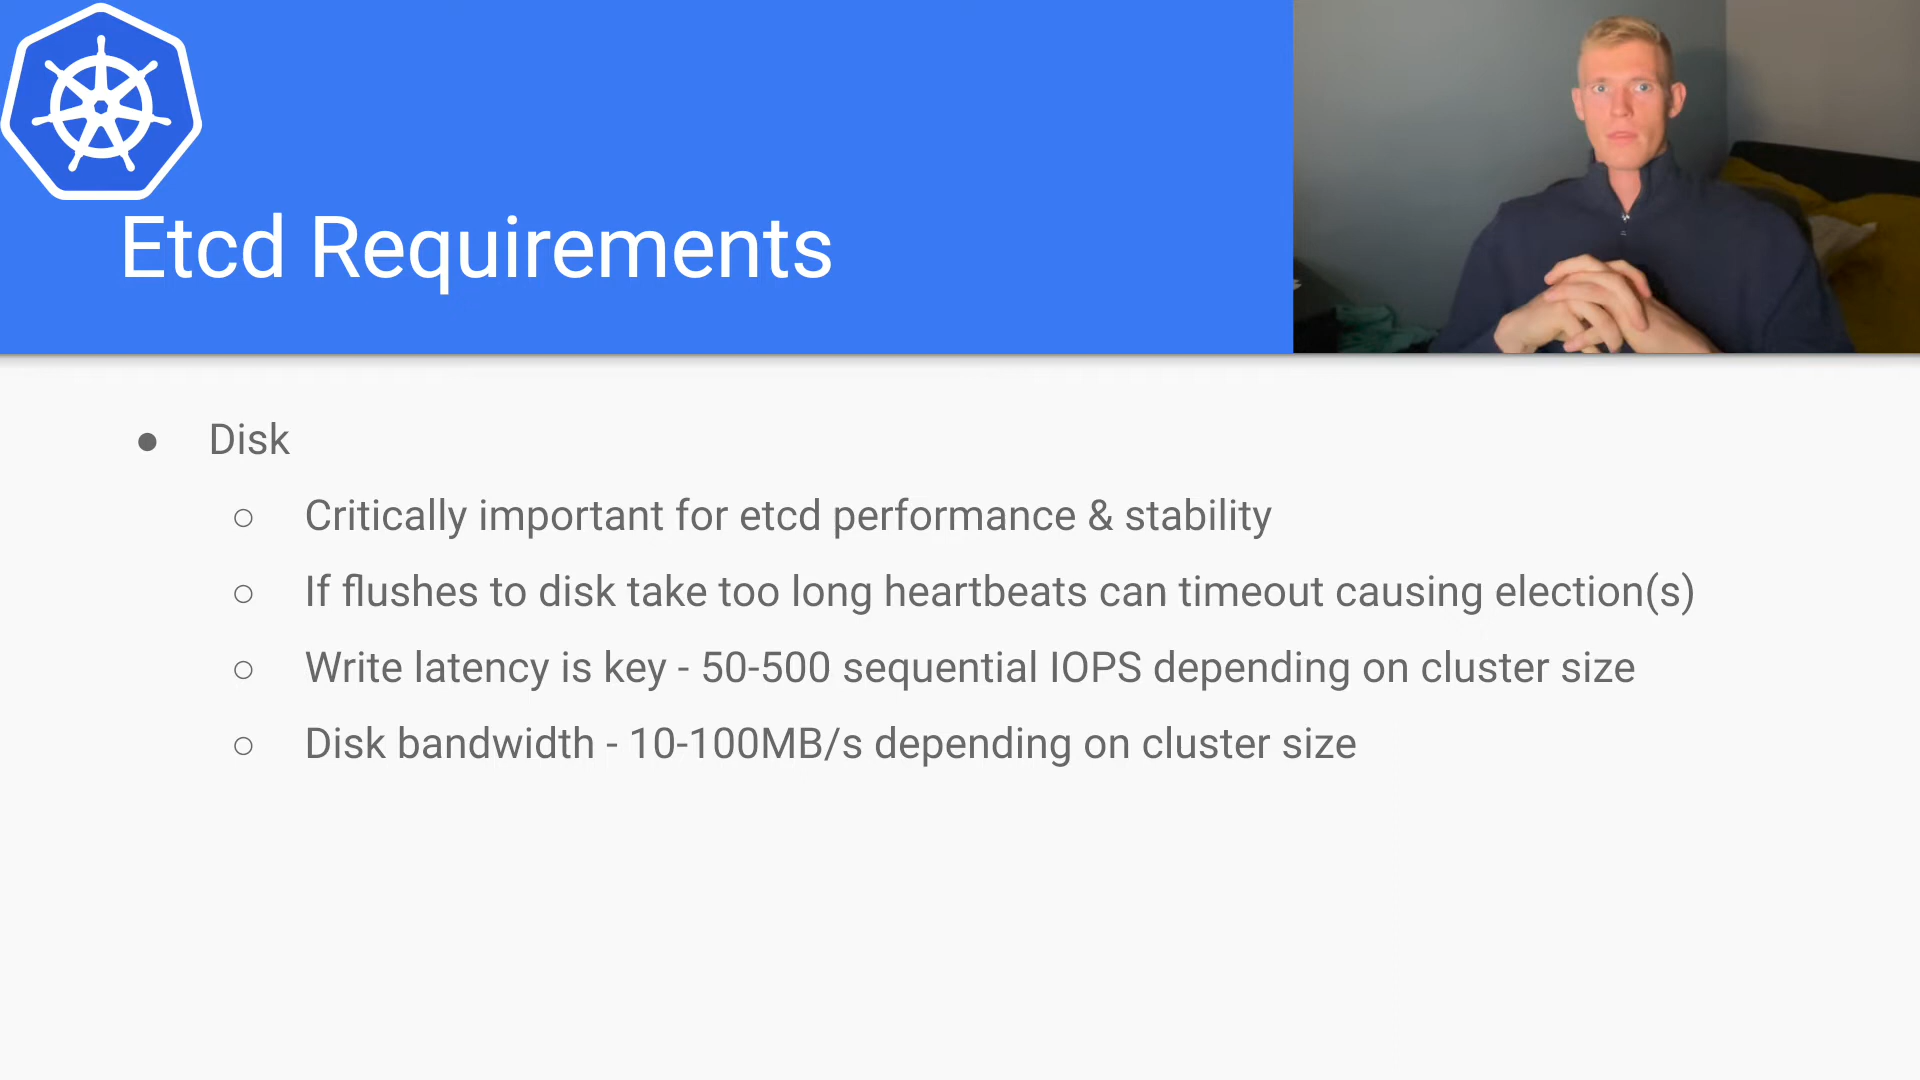 Etcd Requirements
Disk
Critically important for etcd performance & stability
If flushes to disk take too long heartbeats can timeout causing election(s)
Write latency is key - 50-500 sequential IOPS depending on cluster size
Disk bandwidth - 10-100MB/s depending on cluster size